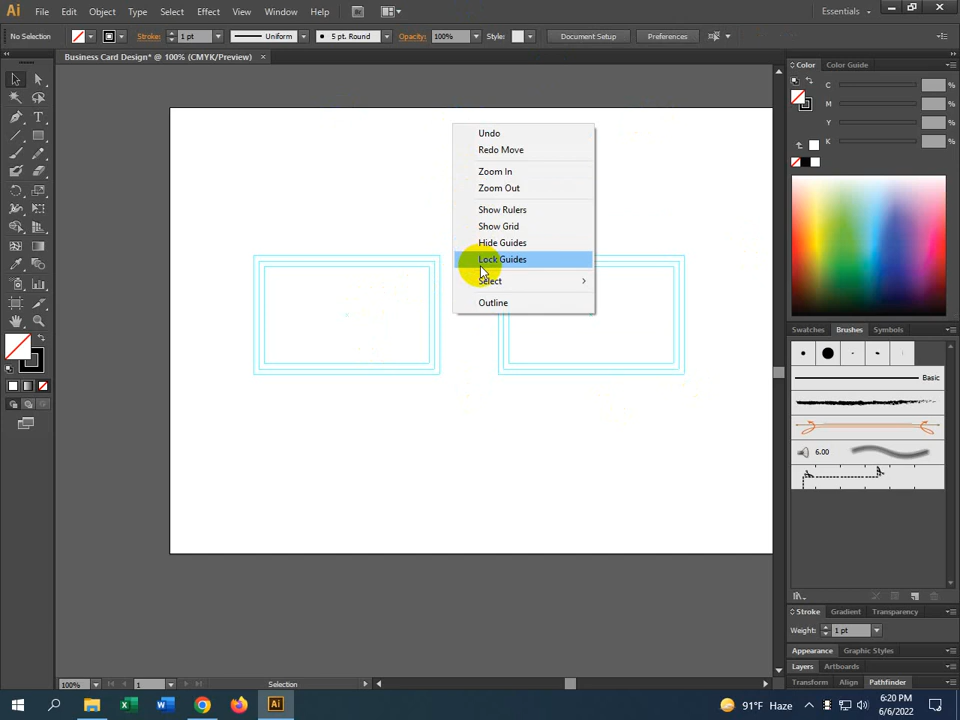 Ai File Edit Object Type Select Effect View Window Help Br Essentials
No Selection Stroke: 1 pt Uniform 5 pt. Round Opacity: 100% Style: Document Setup Preferences
Business Card Design* @ 100% (CMYK/Preview) ×
Color Color Guide
C %
M %
Y %
K %
Undo
Redo Move
Zoom In
Zoom Out
Show Rulers
Show Grid
Hide Guides
Lock Guides
Select
Outline
Swatches Brushes Symbols
Basic
6.00
Stroke Gradient Transparency
Weight: 1 pt
Appearance Graphic Styles
Layers Artboards
Transform Align Pathfinder
100% 1 Selection
91°F Haze
6:20 PM
6/6/2022